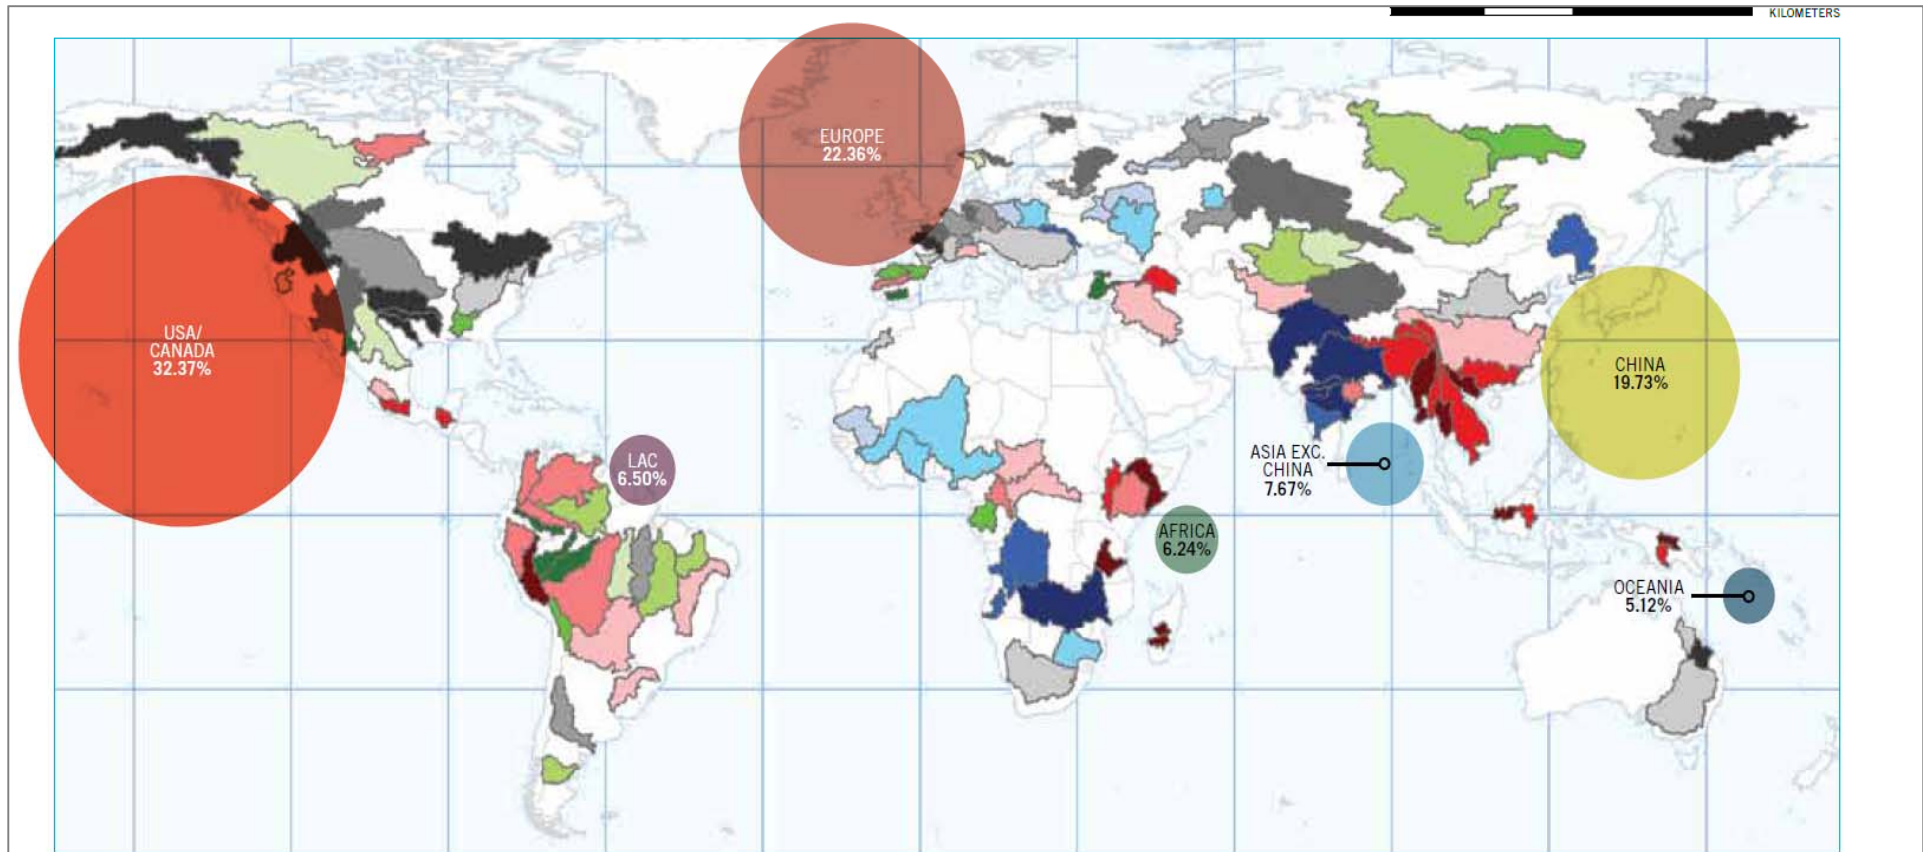 KILOMETERS
EUROPE
22.36%
USA/
CANADA
32.37%
CHINA
19.73%
LAC
6.50%
ASIA EXC.
CHINA
7.67%
AFRICA
6.24%
OCEANIA
5.12%